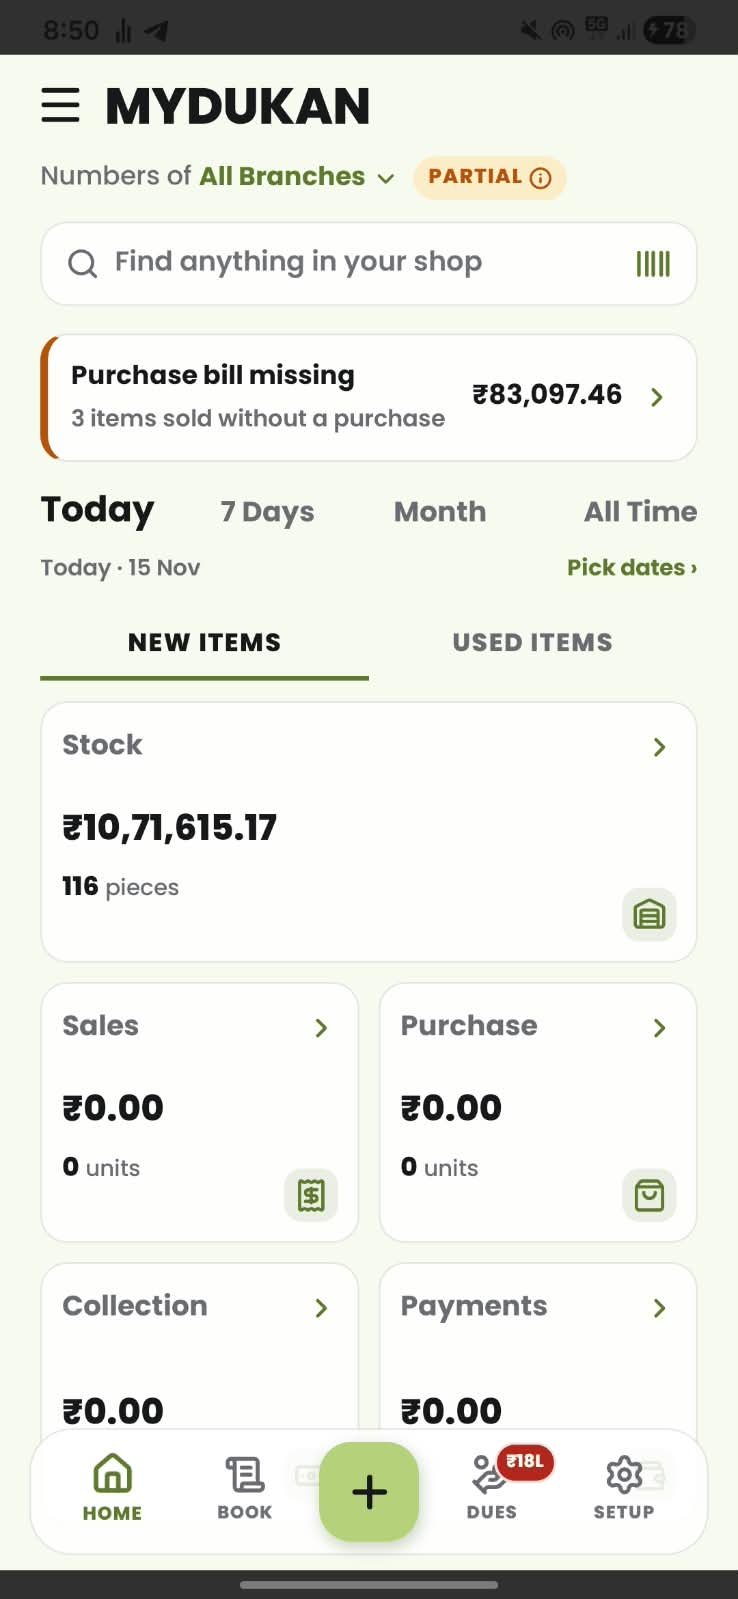 8:50 5G 78
MYDUKAN
Numbers of All Branches PARTIAL
Find anything in your shop
Purchase bill missing
3 items sold without a purchase
₹83,097.46
Today 7 Days Month All Time
Today · 15 Nov Pick dates ›
NEW ITEMS USED ITEMS
Stock
₹10,71,615.17
116 pieces
Sales
₹0.00
0 units
Purchase
₹0.00
0 units
Collection
₹0.00
Payments
₹0.00
HOME BOOK + DUES ₹18L SETUP